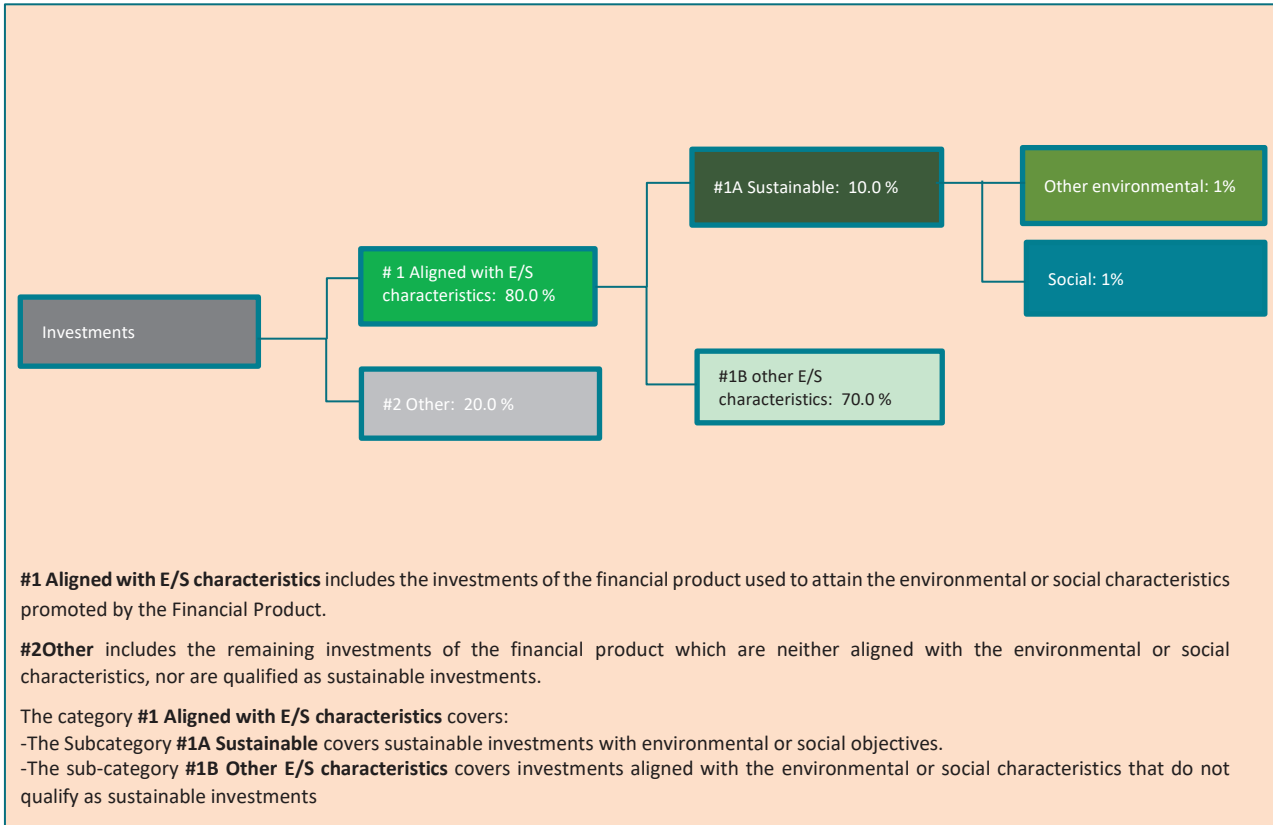 Investments
# 1 Aligned with E/S
characteristics:  80.0 %
#2 Other:  20.0 %
#1A Sustainable:  10.0 %
#1B other E/S
characteristics:  70.0 %
Other environmental: 1%
Social: 1%
#1 Aligned with E/S characteristics includes the investments of the financial product used to attain the environmental or social characteristics
promoted by the Financial Product.
#2Other includes the remaining investments of the financial product which are neither aligned with the environmental or social
characteristics, nor are qualified as sustainable investments.
The category #1 Aligned with E/S characteristics covers:
-The Subcategory #1A Sustainable covers sustainable investments with environmental or social objectives.
-The sub-category #1B Other E/S characteristics covers investments aligned with the environmental or social characteristics that do not
qualify as sustainable investments